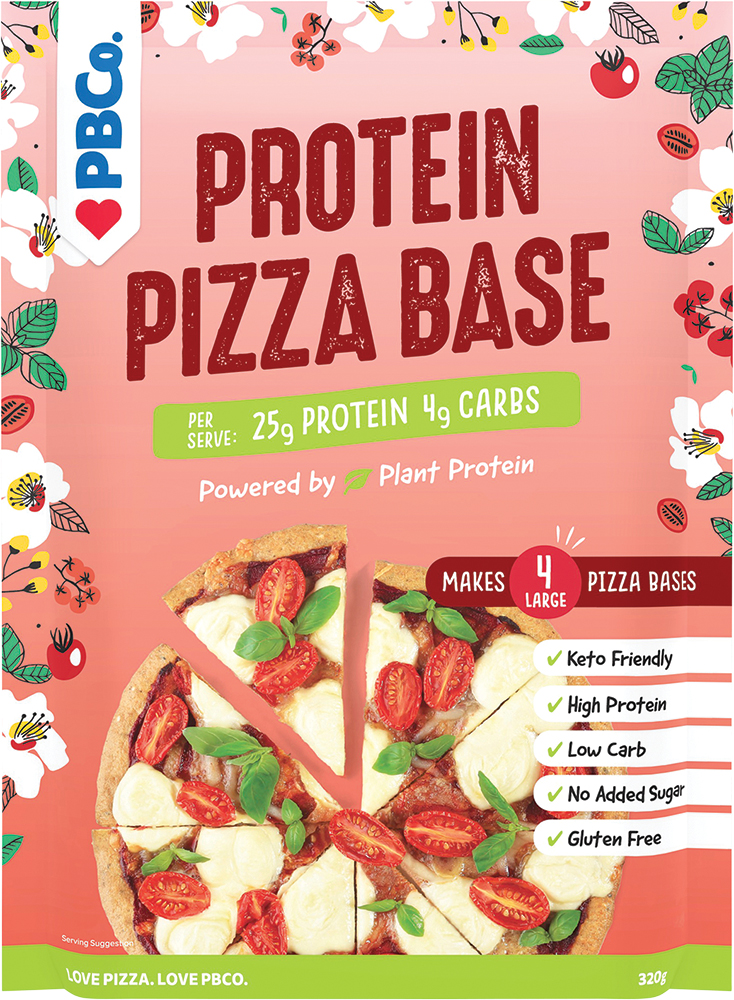 PBCo.
PROTEIN
PIZZA BASE
PER
SERVE: 25g PROTEIN 4g CARBS
Powered by Plant Protein
MAKES 4 LARGE PIZZA BASES
✓ Keto Friendly
✓ High Protein
✓ Low Carb
✓ No Added Sugar
✓ Gluten Free
Serving Suggestion
LOVE PIZZA. LOVE PBCO.
320g